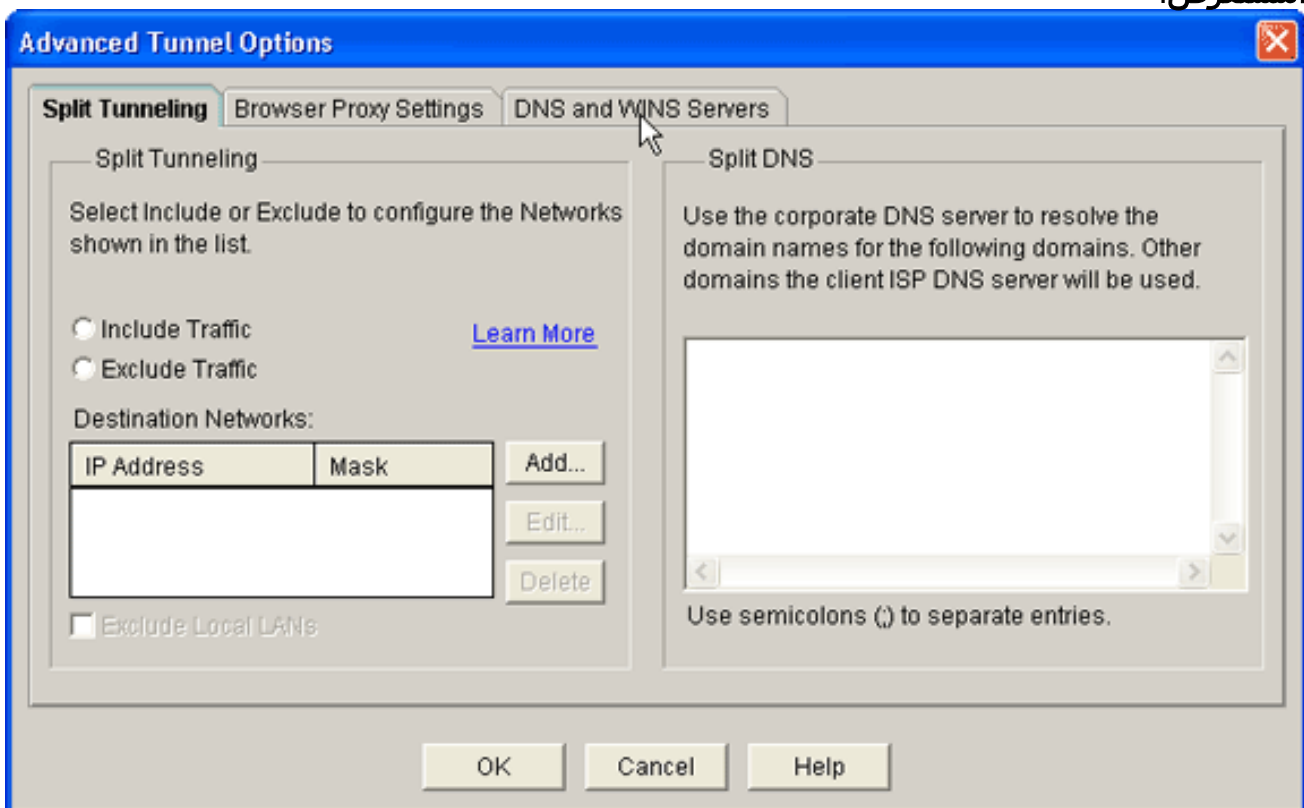 المستعرض.
Advanced Tunnel Options
Split Tunneling
Browser Proxy Settings
DNS and WINS Servers
Split Tunneling
Select Include or Exclude to configure the Networks
shown in the list.
Include Traffic
Learn More
Exclude Traffic
Destination Networks:
IP Address
Mask
Add...
Edit...
Delete
Exclude Local LANs
Split DNS
Use the corporate DNS server to resolve the
domain names for the following domains. Other
domains the client ISP DNS server will be used.
Use semicolons (;) to separate entries.
OK
Cancel
Help